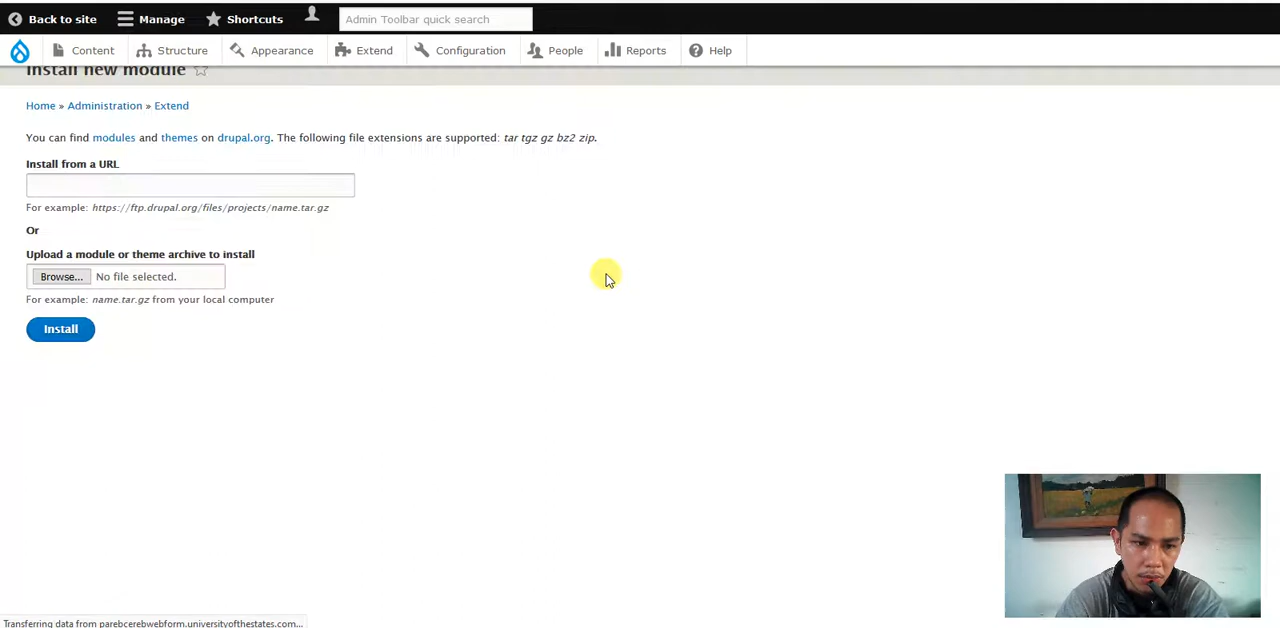 Back to site Manage Shortcuts Admin Toolbar quick search
Content Structure Appearance Extend Configuration People Reports Help
Install new module
Home » Administration » Extend
You can find modules and themes on drupal.org. The following file extensions are supported: tar tgz gz bz2 zip.
Install from a URL
For example: https://ftp.drupal.org/files/projects/name.tar.gz
Or
Upload a module or theme archive to install
Browse... No file selected.
For example: name.tar.gz from your local computer
Install
Transferring data from parebcerebwebform.universityofthestates.com...